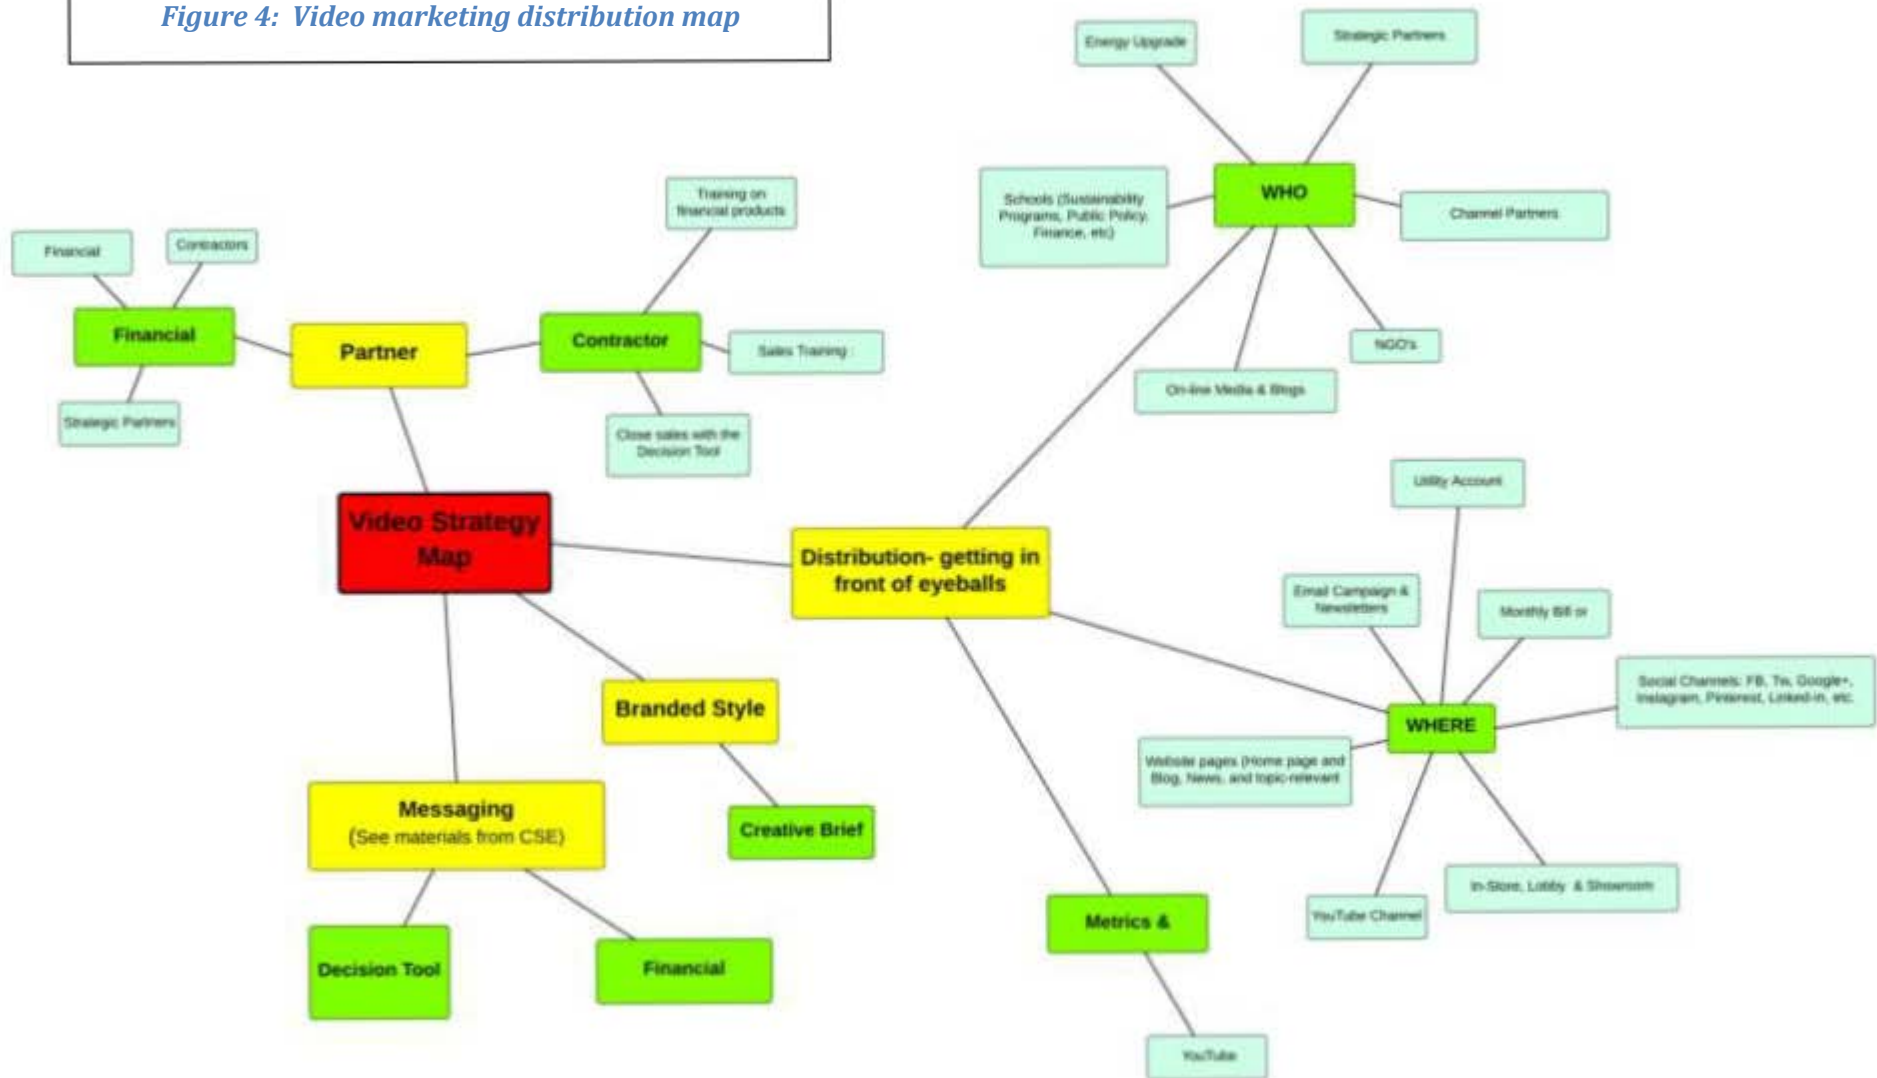 Figure 4:  Video marketing distribution map
Energy Upgrade
Strategic Partners
WHO
Schools (Sustainability
Programs, Public Policy,
Finance, etc)
Channel Partners
NGO's
On-line Media & Blogs
Training on
financial products
Financial
Contractors
Financial
Partner
Contractor
Sales Training :
Strategic Partners
Close sales with the
Decision Tool
Video Strategy
Map
Distribution- getting in
front of eyeballs
Utility Account
Email Campaign &
Newsletters
Monthly Bill or
Social Channels: FB, Tw, Google+,
Instagram, Pinterest, Linked-in, etc.
WHERE
Website pages (Home page and
Blog, News, and topic-relevant
YouTube Channel
In-Store, Lobby  & Showroom
Branded Style
Creative Brief
Messaging
(See materials from CSE)
Decision Tool
Financial
Metrics &
YouTube